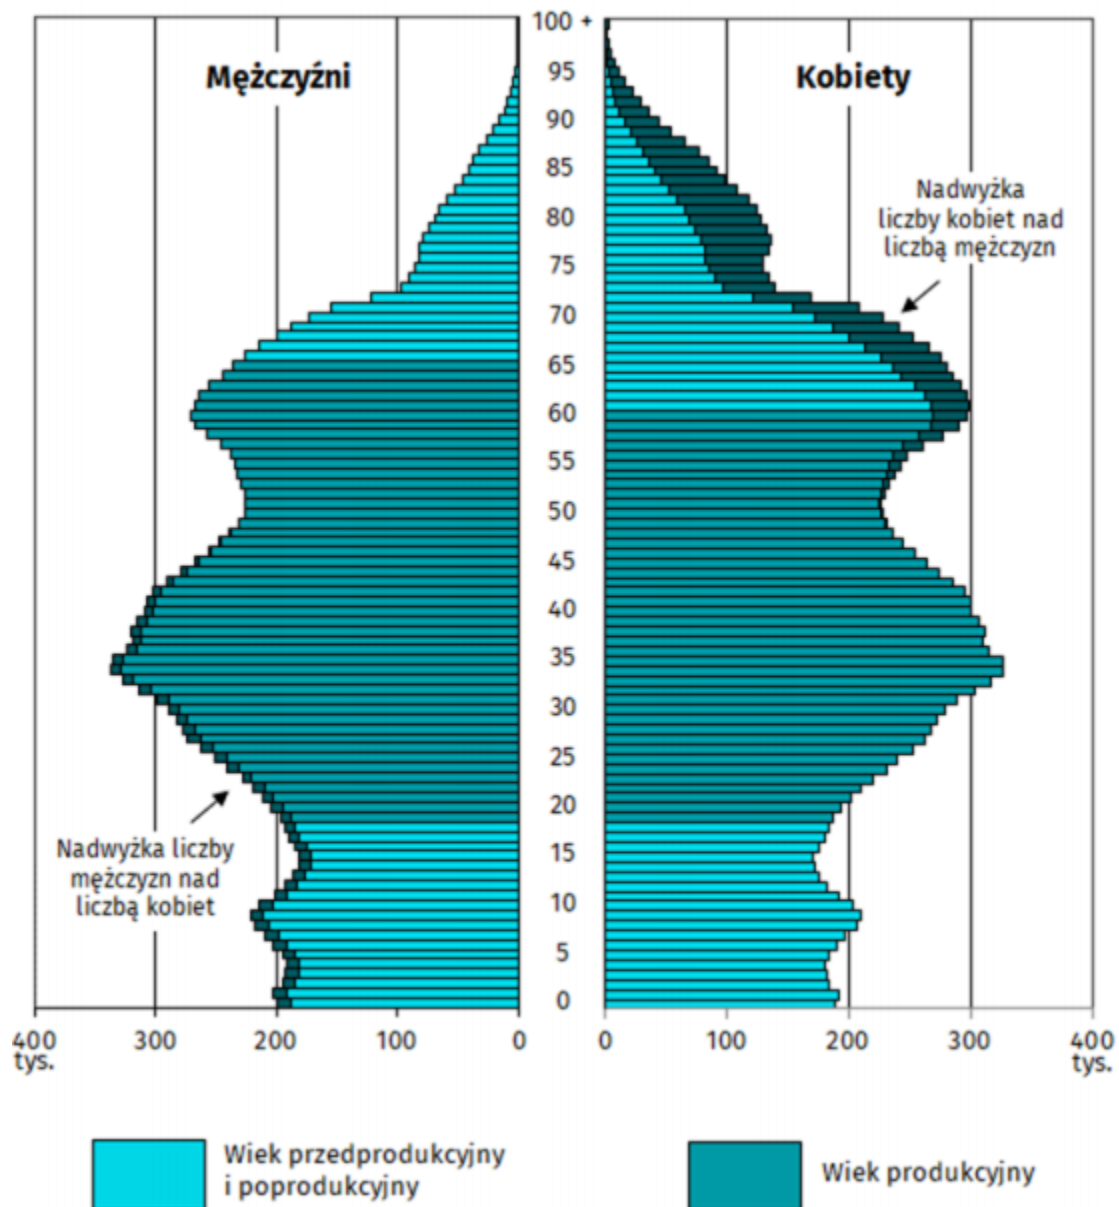 Mężczyźni
Kobiety
100 +
95
90
85
80
75
70
65
60
55
50
45
40
35
30
25
20
15
10
5
0
Nadwyżka
liczby kobiet nad
liczbą mężczyzn
Nadwyżka liczby
mężczyzn nad
liczbą kobiet
400 300 200 100 0
tys.
0 100 200 300 400
tys.
Wiek przedprodukcyjny
i poprodukcyjny
Wiek produkcyjny